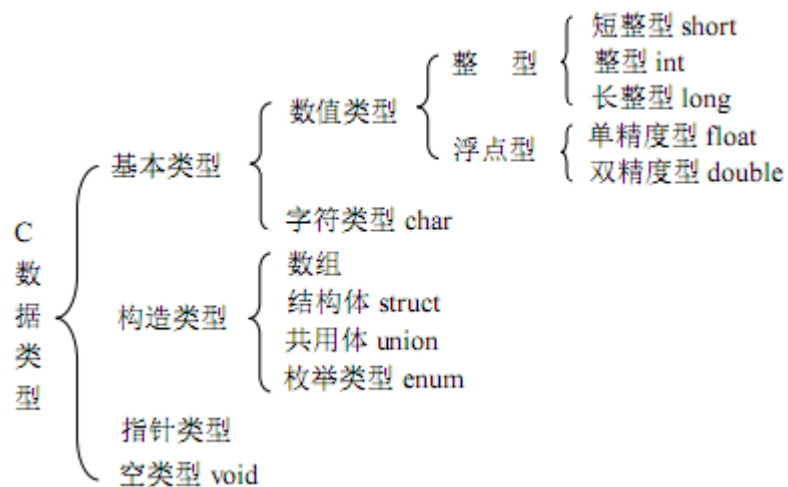 C数据类型
基本类型
数值类型
整 型
短整型 short
整型 int
长整型 long
浮点型
单精度型 float
双精度型 double
字符类型 char
构造类型
数组
结构体 struct
共用体 union
枚举类型 enum
指针类型
空类型 void